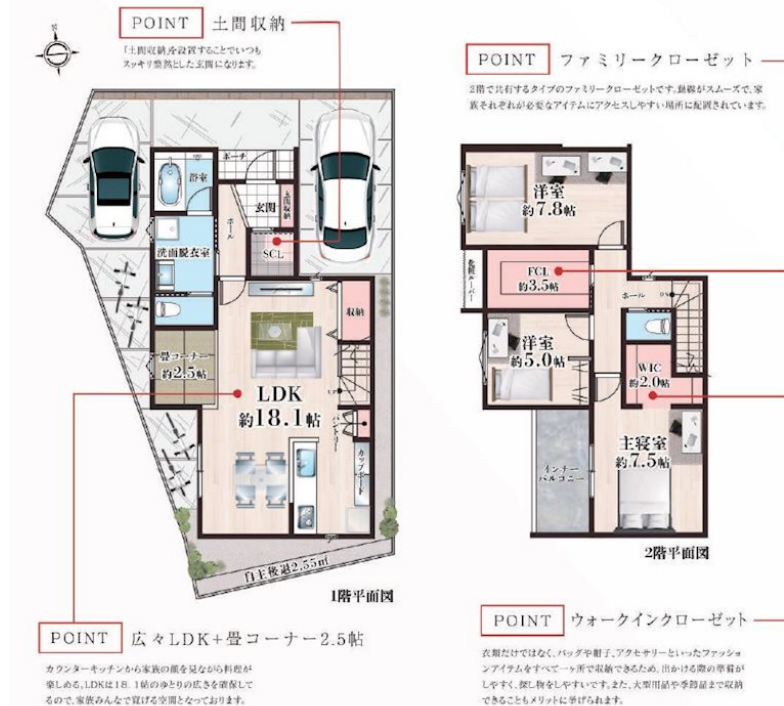 POINT 土間収納
「土間収納」を設置することでいつも
スッキリ整然とした玄関になります。
POINT ファミリークローゼット
2階で共有するタイプのファミリークローゼットです。動線がスムーズで、家
族それぞれが必要なアイテムにアクセスしやすい場所に配置されています。
N
浴室
ポーチ
玄関
玄関収納
ホール
洗面脱衣室
SCL
収納
畳コーナー
約2.5帖
LDK
約18.1帖
UP
パントリー
カップボード
自主後退2.55㎡
1階平面図
洋室
約7.8帖
FCL
約3.5帖
ホール
DN
洋室
約5.0帖
WIC
約2.0帖
主寝室
約7.5帖
インナー
バルコニー
2階平面図
POINT 広々LDK+畳コーナー2.5帖
カウンターキッチンから家族の顔を見ながら料理が
楽しめる。LDKは18.1帖のゆとりの広さを確保して
るので、家族みんなで寛げる空間となっております。
POINT ウォークインクローゼット
衣類だけではなく、バッグや帽子、アクセサリーといったファッショ
ンアイテムをすべて一ヶ所で収納できるため、出かける際の準備が
しやすく、探し物をしやすいです。また、大型用品や季節品まで収納
できることもメリットに挙げられます。